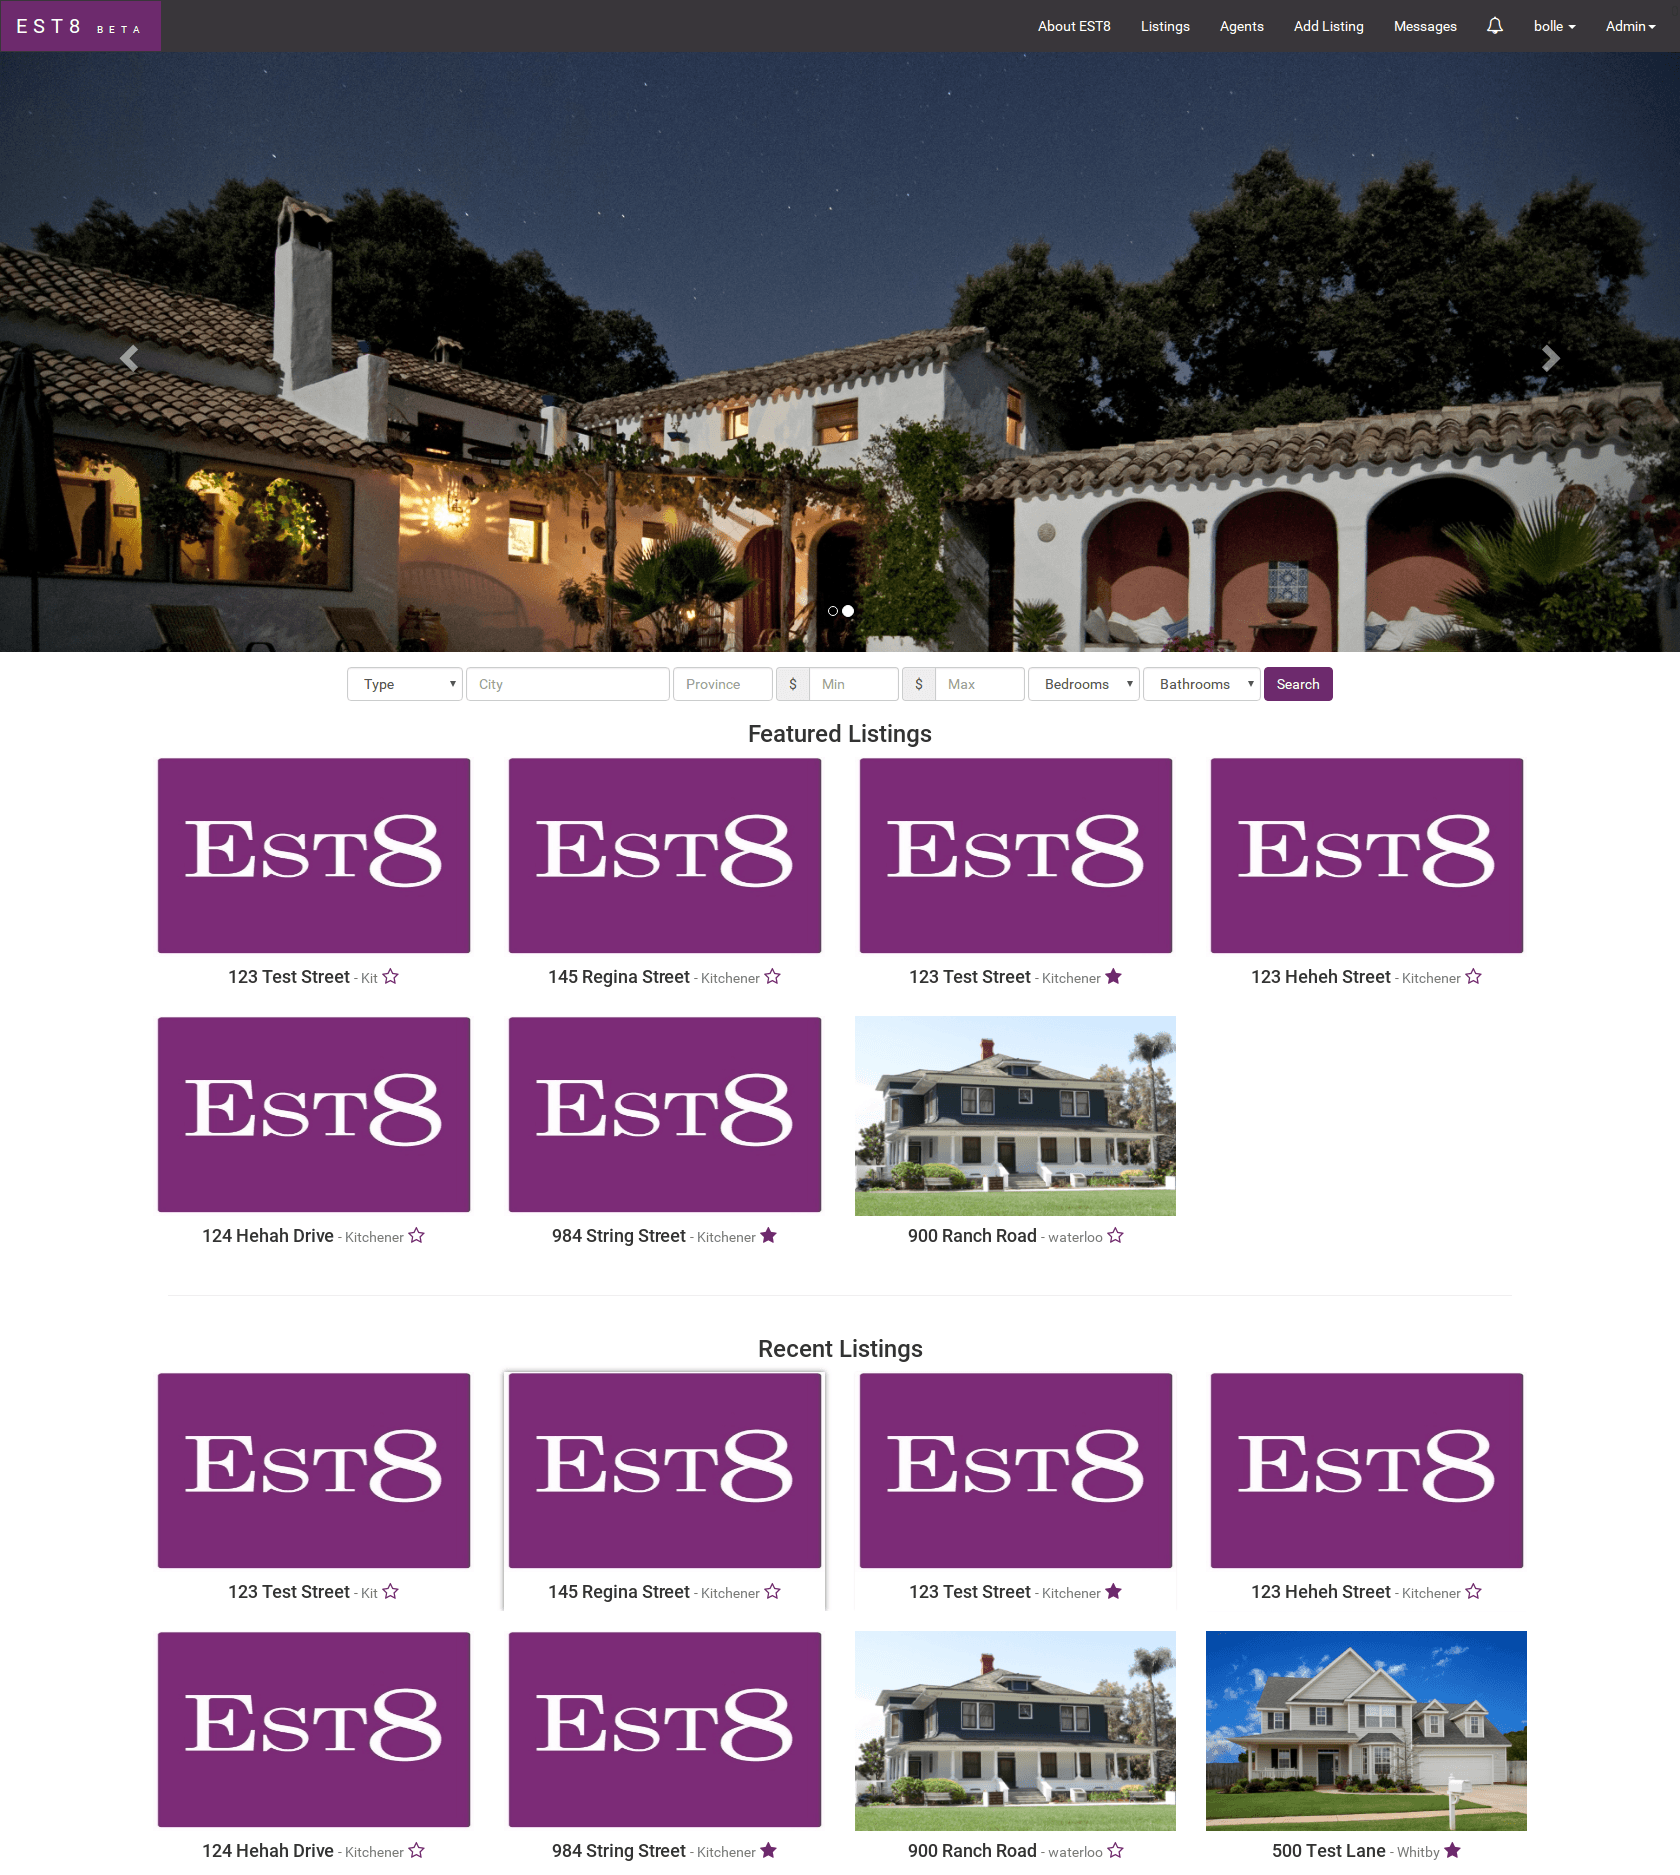 EST8 BETA
About EST8 Listings Agents Add Listing Messages bolle Admin
Type City Province $ Min $ Max Bedrooms Bathrooms Search
Featured Listings
EST8 EST8 EST8 EST8
123 Test Street - Kit 145 Regina Street - Kitchener 123 Test Street - Kitchener 123 Heheh Street - Kitchener
EST8 EST8
124 Hehah Drive - Kitchener 984 String Street - Kitchener 900 Ranch Road - waterloo
Recent Listings
EST8 EST8 EST8 EST8
123 Test Street - Kit 145 Regina Street - Kitchener 123 Test Street - Kitchener 123 Heheh Street - Kitchener
EST8 EST8
124 Hehah Drive - Kitchener 984 String Street - Kitchener 900 Ranch Road - waterloo 500 Test Lane - Whitby